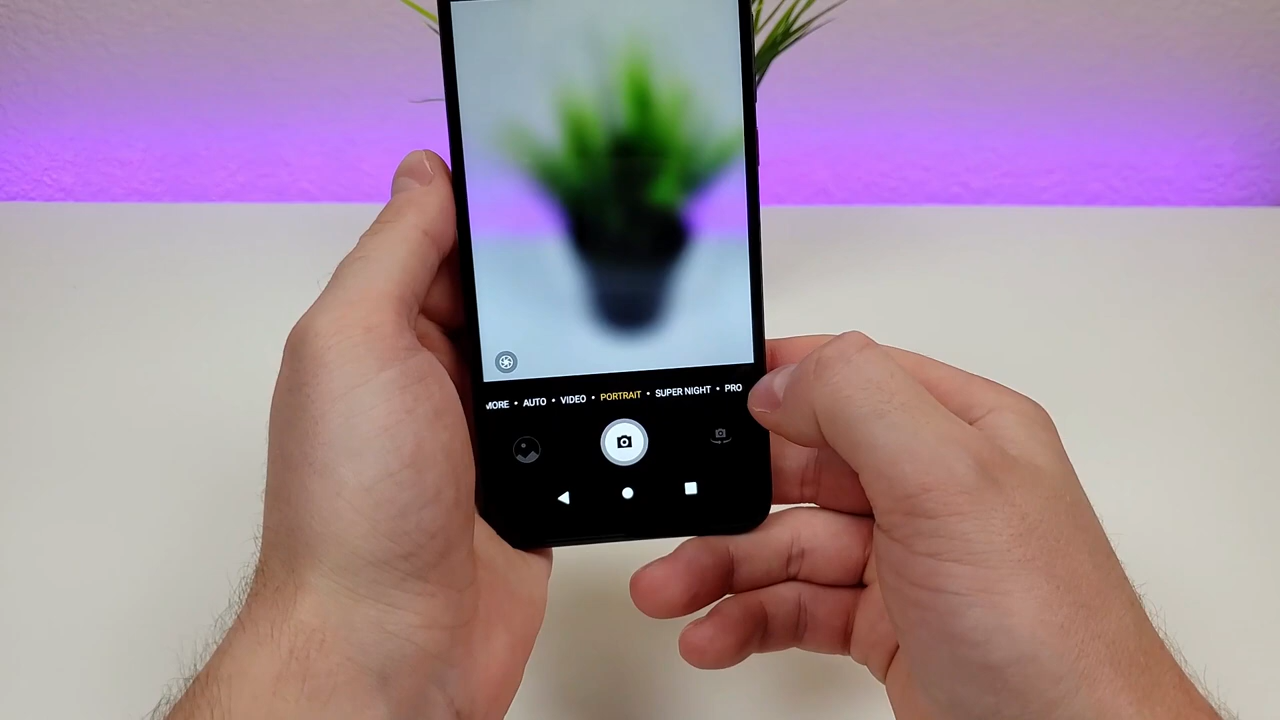 MORE • AUTO • VIDEO • PORTRAIT • SUPER NIGHT • PRO